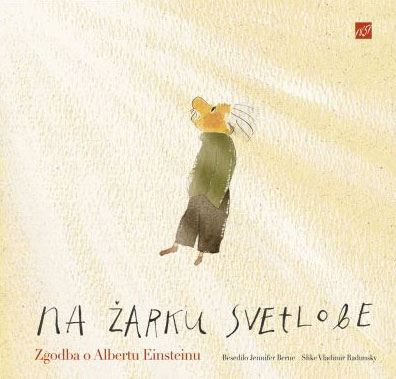 NA ŽARKU SVETLOBE
Zgodba o Albertu Einsteinu
Besedilo Jennifer Berne Slike Vladimir Radunsky